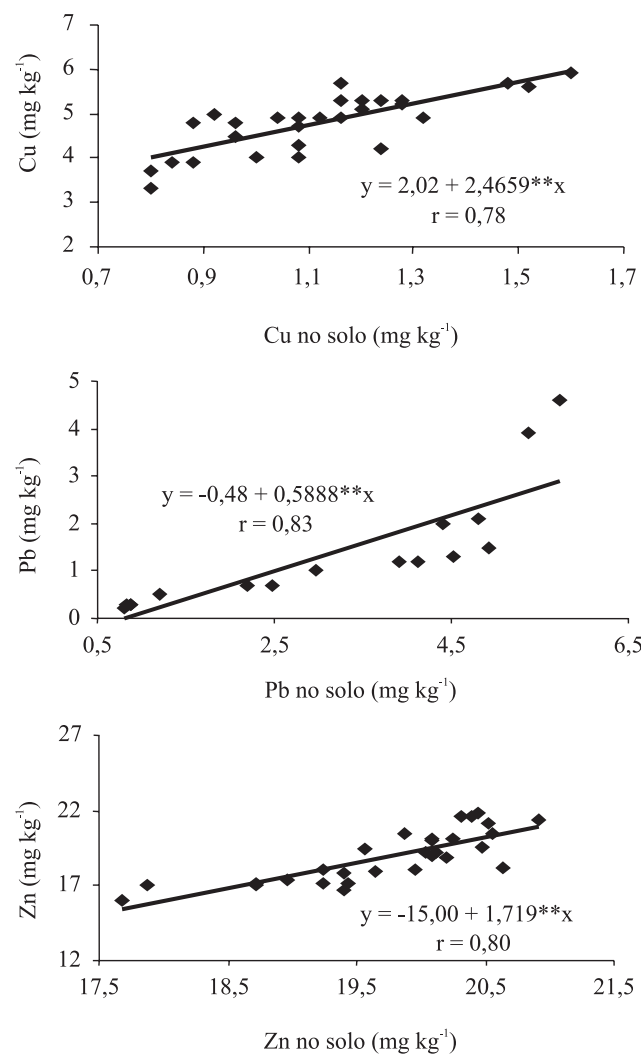 7
6
5
4
3
2
Cu (mg kg⁻¹)
y = 2,02 + 2,4659**x
r = 0,78
0,7 0,9 1,1 1,3 1,5 1,7
Cu no solo (mg kg⁻¹)
5
4
3
2
1
0
Pb (mg kg⁻¹)
y = -0,48 + 0,5888**x
r = 0,83
0,5 2,5 4,5 6,5
Pb no solo (mg kg⁻¹)
27
22
17
12
Zn (mg kg⁻¹)
y = -15,00 + 1,719**x
r = 0,80
17,5 18,5 19,5 20,5 21,5
Zn no solo (mg kg⁻¹)